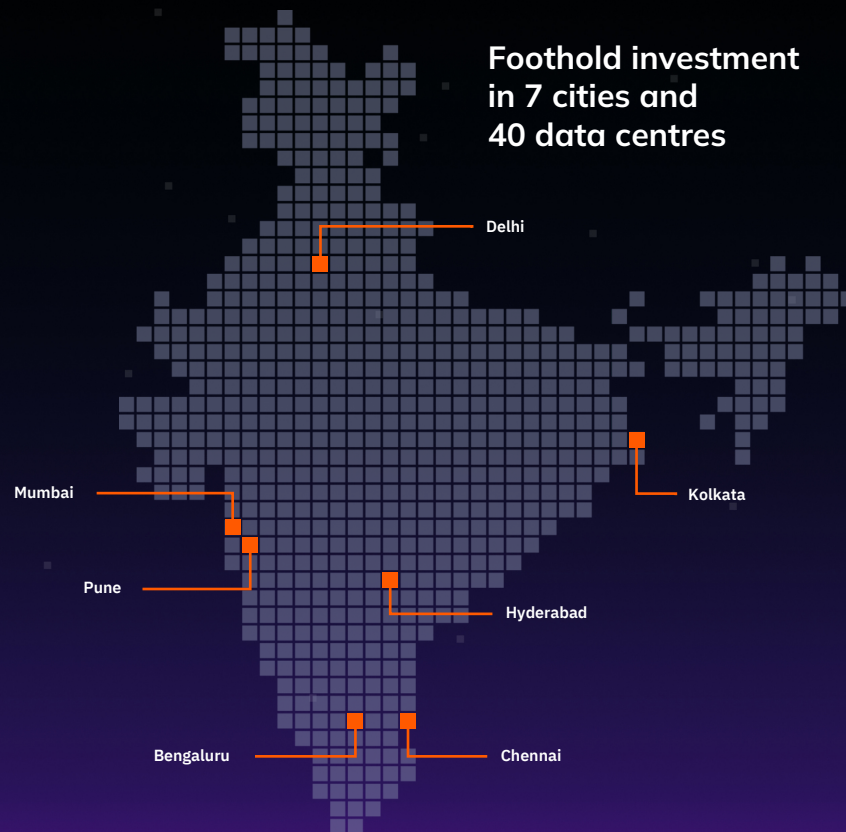 Foothold investment
in 7 cities and
40 data centres
Delhi
Mumbai
Kolkata
Pune
Hyderabad
Bengaluru
Chennai